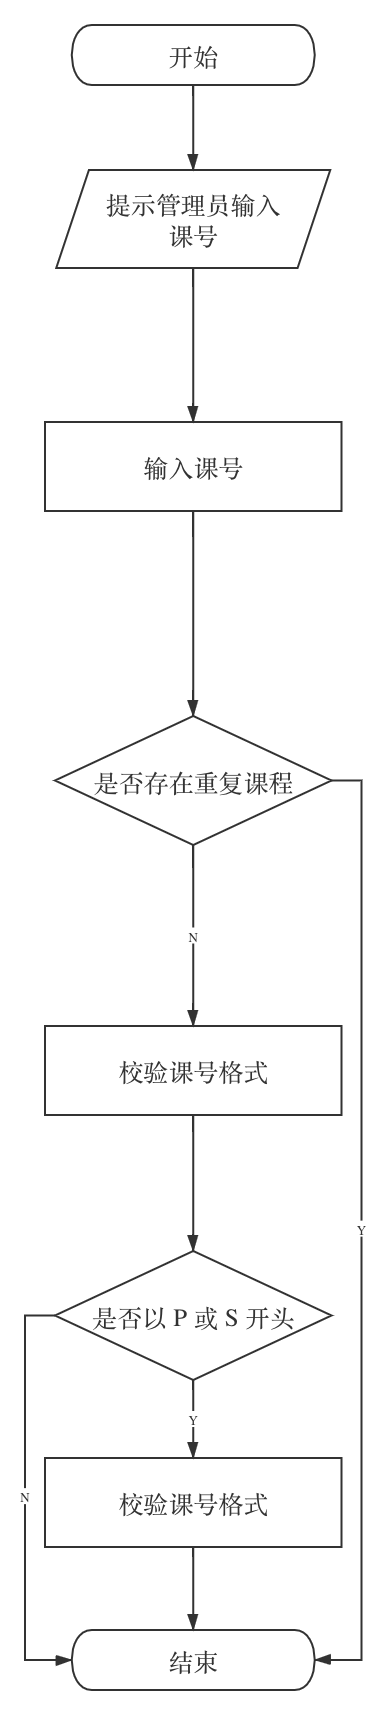 开始
提示管理员输入
课号
输入课号
是否存在重复课程
N
校验课号格式
Y
是否以 P 或 S 开头
Y
N
校验课号格式
结束